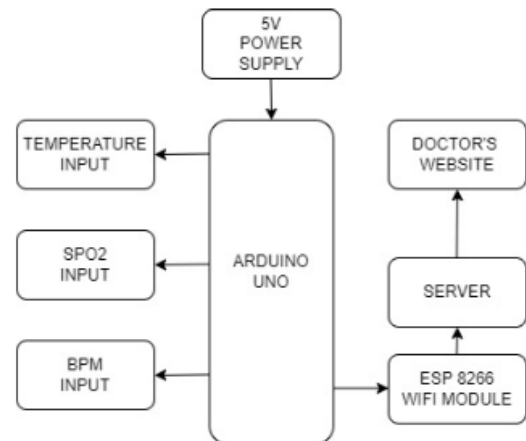 5V
POWER
SUPPLY
TEMPERATURE
INPUT
SPO2
INPUT
BPM
INPUT
ARDUINO
UNO
DOCTOR'S
WEBSITE
SERVER
ESP 8266
WIFI MODULE